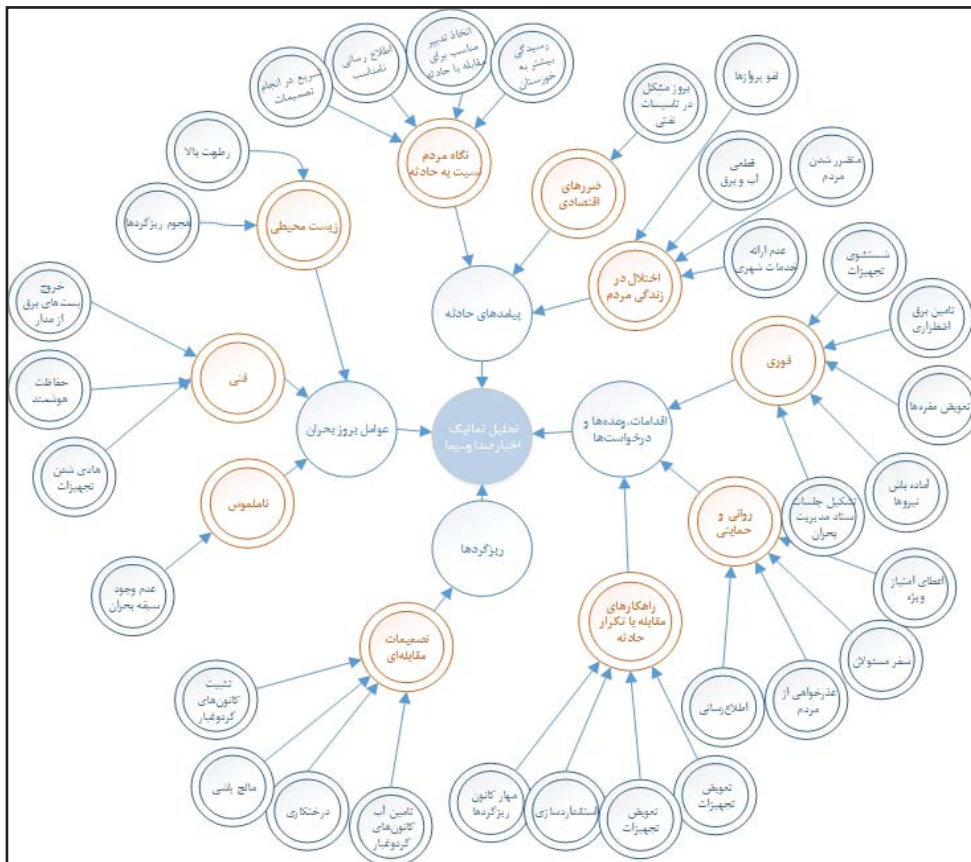 رسیدگی
بیشتر به
خوزستان
اتخاذ تدبیر
مناسب برای
مقابله با حادثه
اطلاع رسانی
نامناسب
تسریع در انجام
تصمیمات
نگاه مردم
نسبت به حادثه
لغو پروازها
بروز مشکل
در تاسیسات
نفتی
قطعی
آب و برق
متضرر شدن
مردم
عدم ارائه
خدمات شهری
ضررهای
اقتصادی
اختلال در
زندگی مردم
پیامدهای حادثه
رطوبت بالا
هجوم ریزگردها
زیست محیطی
خروج
پست‌های برق
از مدار
حفاظت
هوشمند
هادی شدن
تجهیزات
فنی
ناملموس
عدم وجود
سبقه بحران
عوامل بروز بحران
تحلیل تماتیک
اخبار صدا و سیما
اقدامات، وعده‌ها و
درخواست‌ها
شستشوی
تجهیزات
تامین برق
اضطراری
تعویض مقره‌ها
آماده باش
نیروها
تشکیل جلسات
ستاد مدیریت
بحران
فوری
روانی و
حمایتی
اعطای امتیاز
ویژه
سفر مسئولان
عذرخواهی از
مردم
اطلاع‌رسانی
راهکارهای
مقابله با تکرار
حادثه
تعویض
تجهیزات
تعویض
تجهیزات
استانداردسازی
مهار کانون
ریزگردها
ریزگردها
تصمیمات
مقابله‌ای
تثبیت
کانون‌های
گردوغبار
مالچ پاشی
درختکاری
تامین آب
کانون‌های
گردوغبار